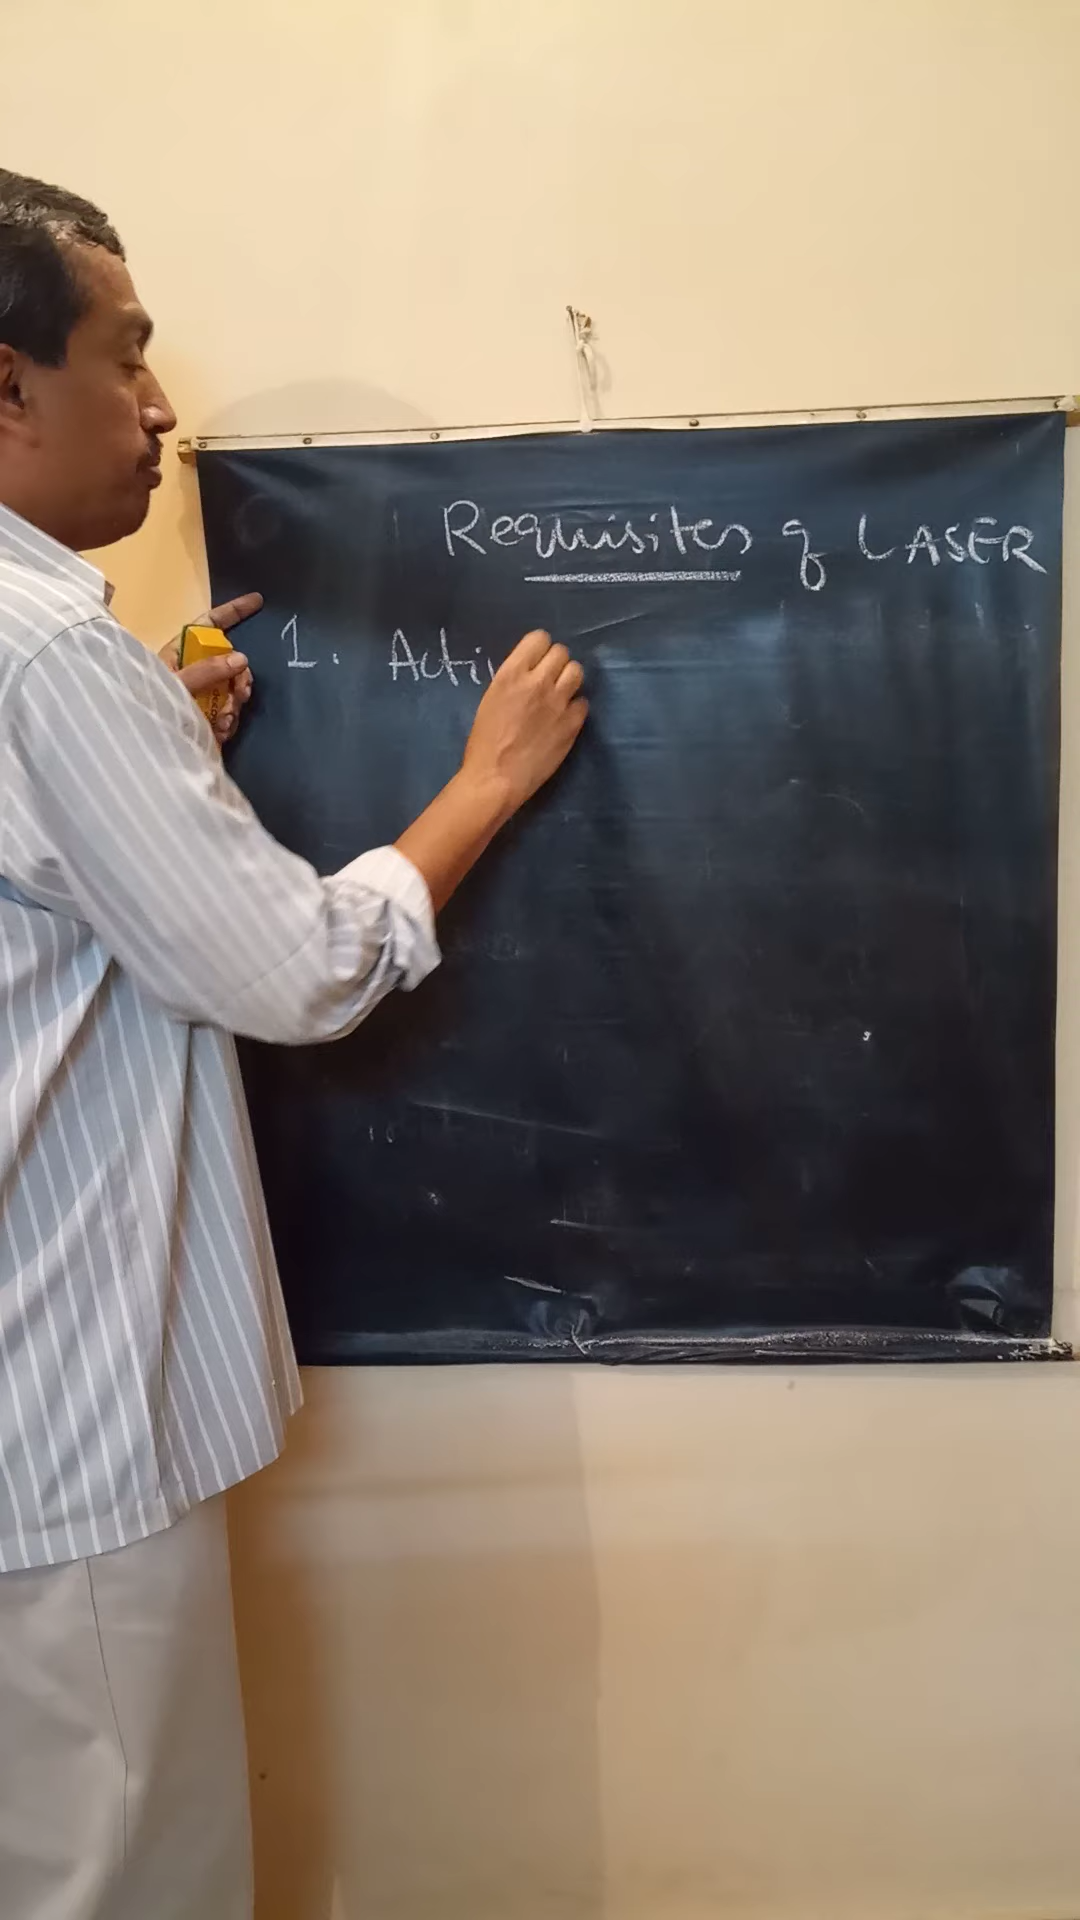 Requisites of LASER
1. Acti